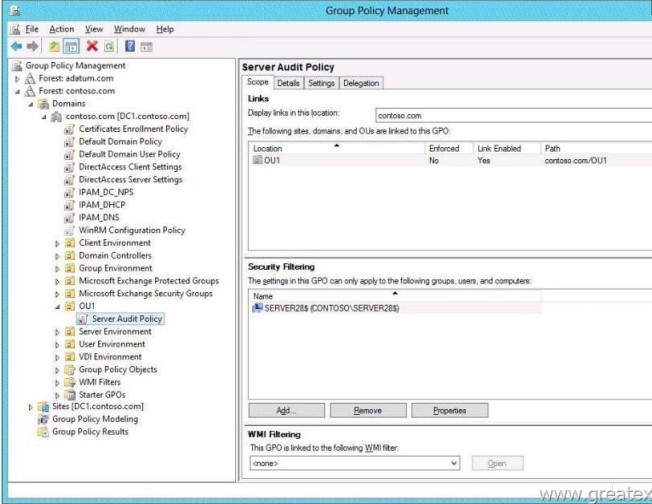 Group Policy Management
File Action View Window Help
Group Policy Management
Forest: adatum.com
Forest: contoso.com
Domains
contoso.com [DC1.contoso.com]
Certificates Enrollment Policy
Default Domain Policy
Default Domain User Policy
DirectAccess Client Settings
DirectAccess Server Settings
IPAM_DC_NPS
IPAM_DHCP
IPAM_DNS
WinRM Configuration Policy
Client Environment
Domain Controllers
Group Environment
Microsoft Exchange Protected Groups
Microsoft Exchange Security Groups
OU1
Server Audit Policy
Server Environment
User Environment
VDI Environment
Group Policy Objects
WMI Filters
Starter GPOs
Sites [DC1.contoso.com]
Group Policy Modeling
Group Policy Results
Server Audit Policy
Scope Details Settings Delegation
Links
Display links in this location: contoso.com
The following sites, domains, and OUs are linked to this GPO:
Location Enforced Link Enabled Path
OU1 No Yes contoso.com/OU1
Security Filtering
The settings in this GPO can only apply to the following groups, users, and computers:
Name
SERVER28$ (CONTOSO\SERVER28$)
Add... Remove Properties
WMI Filtering
This GPO is linked to the following WMI filter:
<none> Open
www.greatex